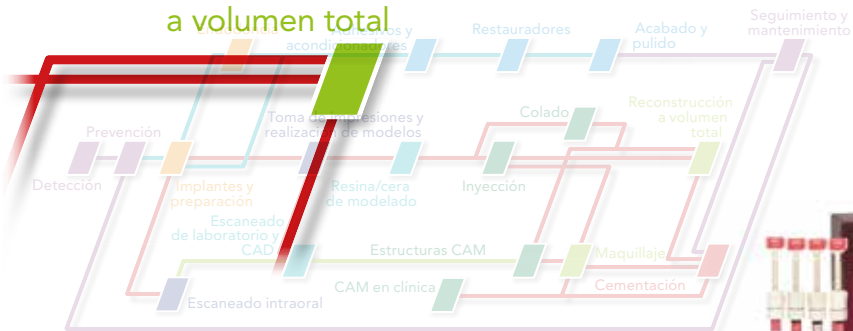 a volumen total
Endodoncia
Adhesivos y
acondicionadores
Restauradores
Acabado y
pulido
Seguimiento y
mantenimiento
Prevención
Toma de impresiones y
realización de modelos
Colado
Reconstrucción
a volumen
total
Detección
Implantes y
preparación
Resina/cera
de modelado
Inyección
Escaneado
de laboratorio y
CAD
Estructuras CAM
Maquillaje
CAM en clínica
Cementación
Escaneado intraoral